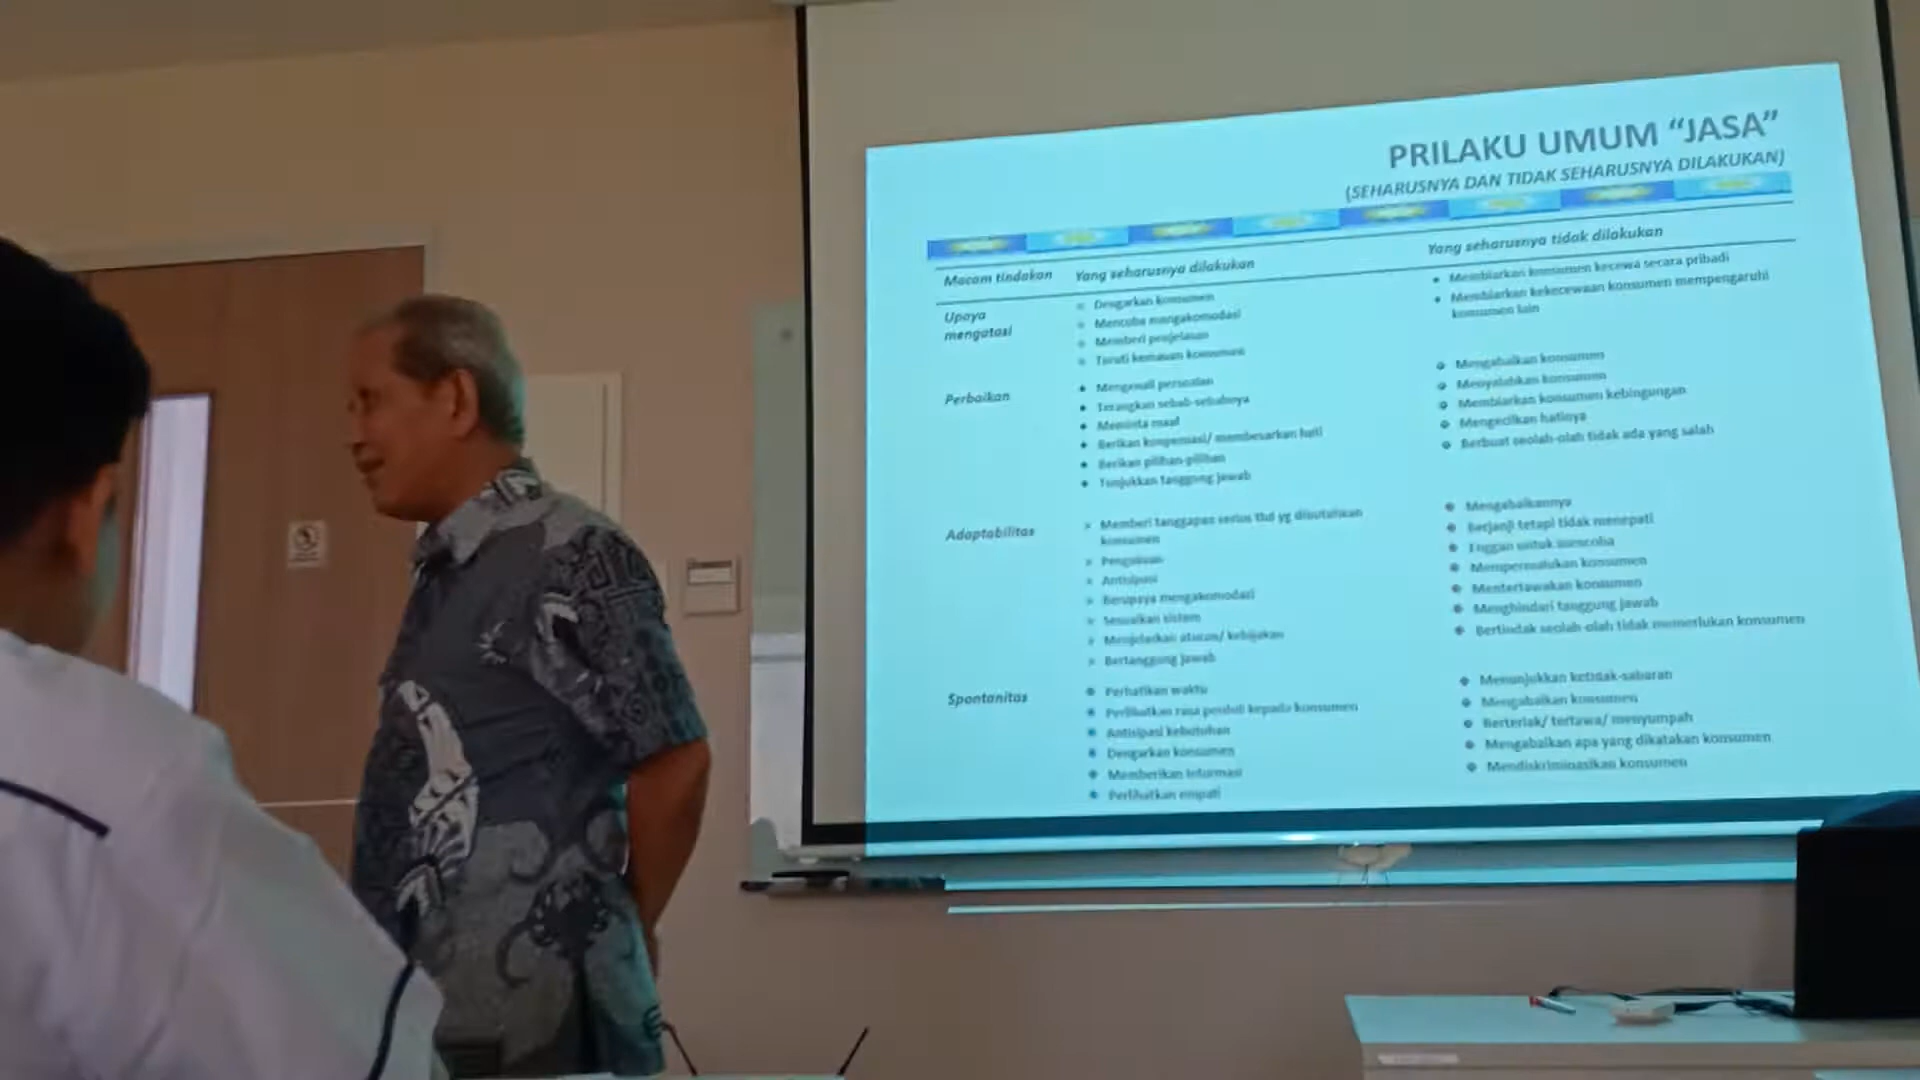 PRILAKU UMUM “JASA”
(SEHARUSNYA DAN TIDAK SEHARUSNYA DILAKUKAN)
Macam tindakan
Yang seharusnya dilakukan
Yang seharusnya tidak dilakukan
Upaya
mengatasi
Dengarkan konsumen
Mencoba mengakomodasi
Memberi penjelasan
Turuti kemauan konsumen
Membiarkan konsumen kecewa secara pribadi
Membiarkan kekecewaan konsumen mempengaruhi
konsumen lain
Perbaikan
Mengenali persoalan
Terangkan sebab-sebabnya
Meminta maaf
Berikan kompensasi/ membesarkan hati
Berikan pilihan-pilihan
Tunjukkan tanggung jawab
Mengabaikan konsumen
Menyalahkan konsumen
Membiarkan konsumen kebingungan
Mengecilkan hatinya
Berbuat seolah-olah tidak ada yang salah
Adaptabilitas
Memberi tanggapan serius thd yg dibutuhkan
konsumen
Pengakuan
Antisipasi
Berupaya mengakomodasi
Sesuaikan sistem
Menjelaskan aturan/ kebijakan
Bertanggung jawab
Mengabaikannya
Berjanji tetapi tidak menepati
Enggan untuk mencoba
Mempermalukan konsumen
Mentertawakan konsumen
Menghindari tanggung jawab
Bertindak seolah-olah tidak memerlukan konsumen
Spontanitas
Perhatikan waktu
Perlihatkan rasa peduli kepada konsumen
Antisipasi kebutuhan
Dengarkan konsumen
Memberikan informasi
Perlihatkan empati
Menunjukkan ketidak-sabaran
Mengabaikan konsumen
Berteriak/ tertawa/ menyumpah
Mengabaikan apa yang dikatakan konsumen
Mendiskriminasikan konsumen